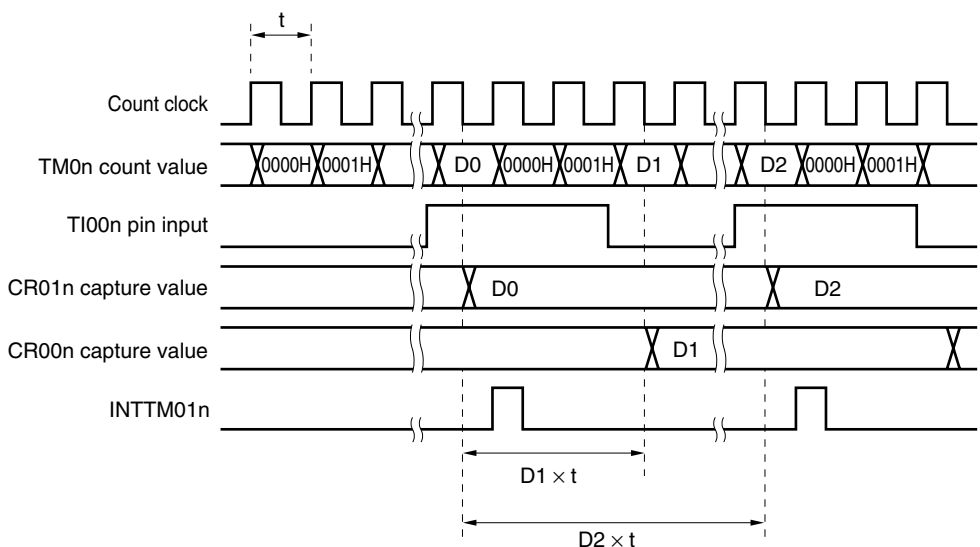 t
Count clock
TM0n count value 0000H 0001H D0 0000H 0001H D1 D2 0000H 0001H
TI00n pin input
CR01n capture value D0 D2
CR00n capture value D1
INTTM01n
D1 × t
D2 × t